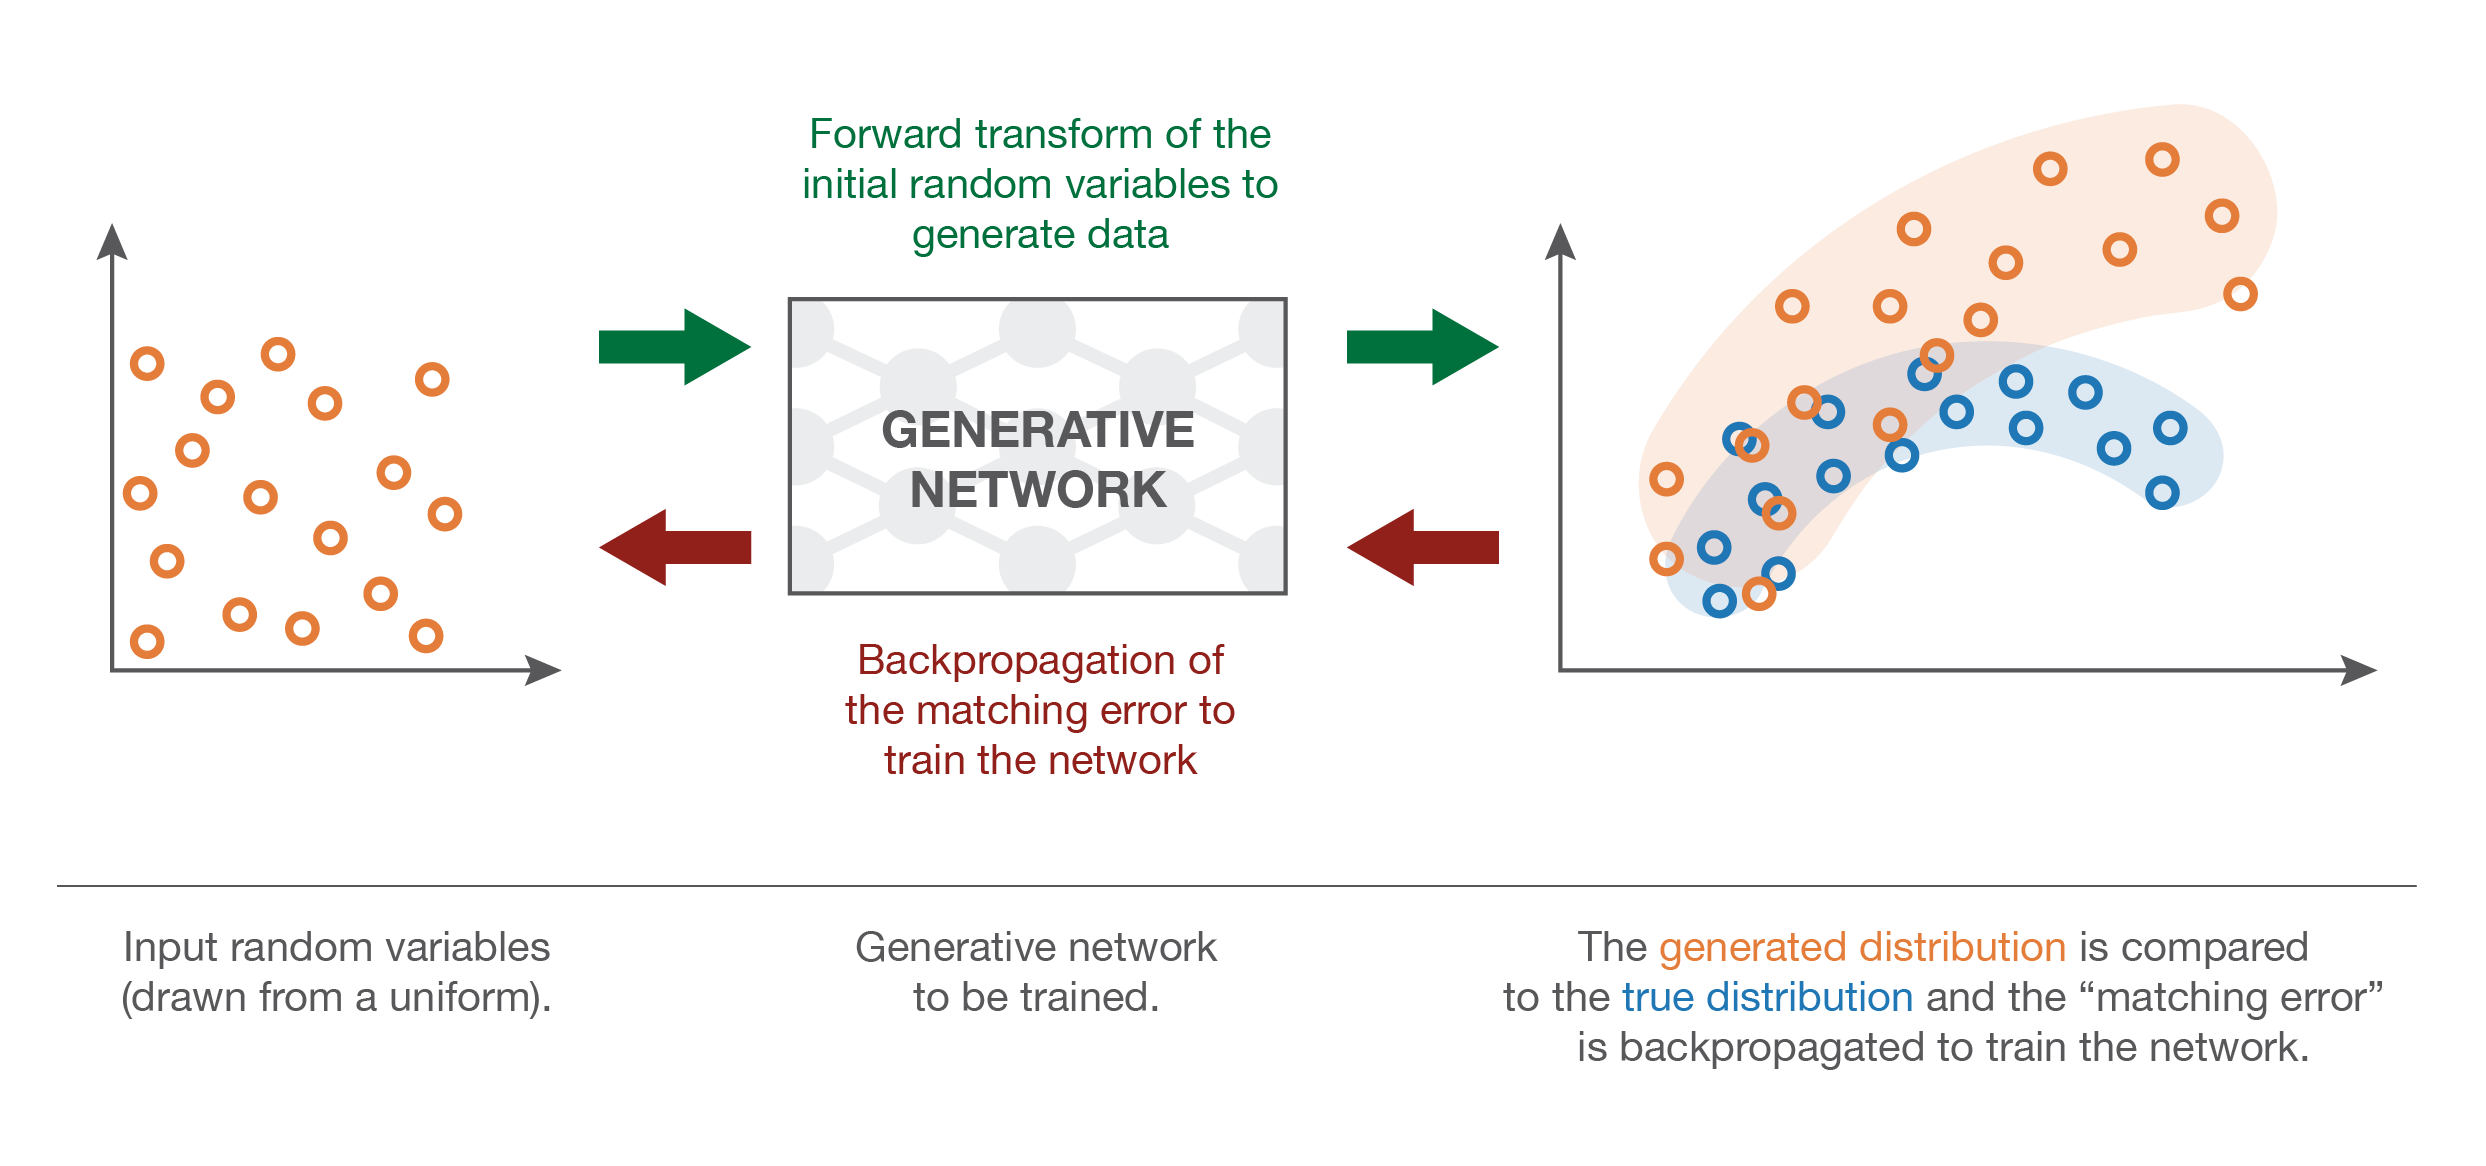 Forward transform of the
initial random variables to
generate data
GENERATIVE
NETWORK
Backpropagation of
the matching error to
train the network
Input random variables
(drawn from a uniform).
Generative network
to be trained.
The generated distribution is compared
to the true distribution and the “matching error”
is backpropagated to train the network.